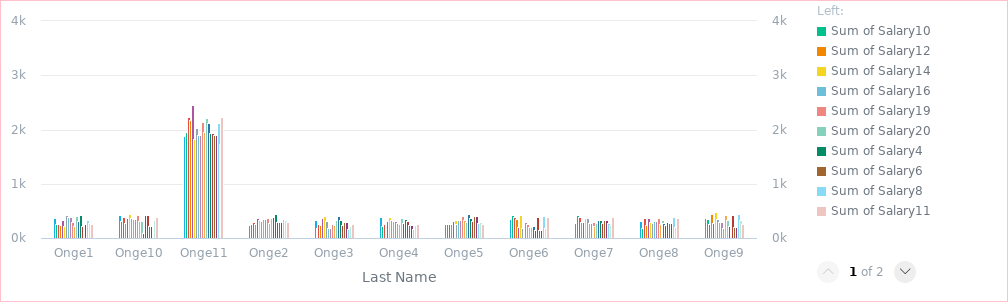 Left:
4k
4k
Sum of Salary10
Sum of Salary12
Sum of Salary14
3k
3k
Sum of Salary16
Sum of Salary19
2k
2k
Sum of Salary20
Sum of Salary4
Sum of Salary6
1k
1k
Sum of Salary8
Sum of Salary11
0k
0k
Onge1 Onge10 Onge11 Onge2 Onge3 Onge4 Onge5 Onge6 Onge7 Onge8 Onge9
Last Name
1 of 2